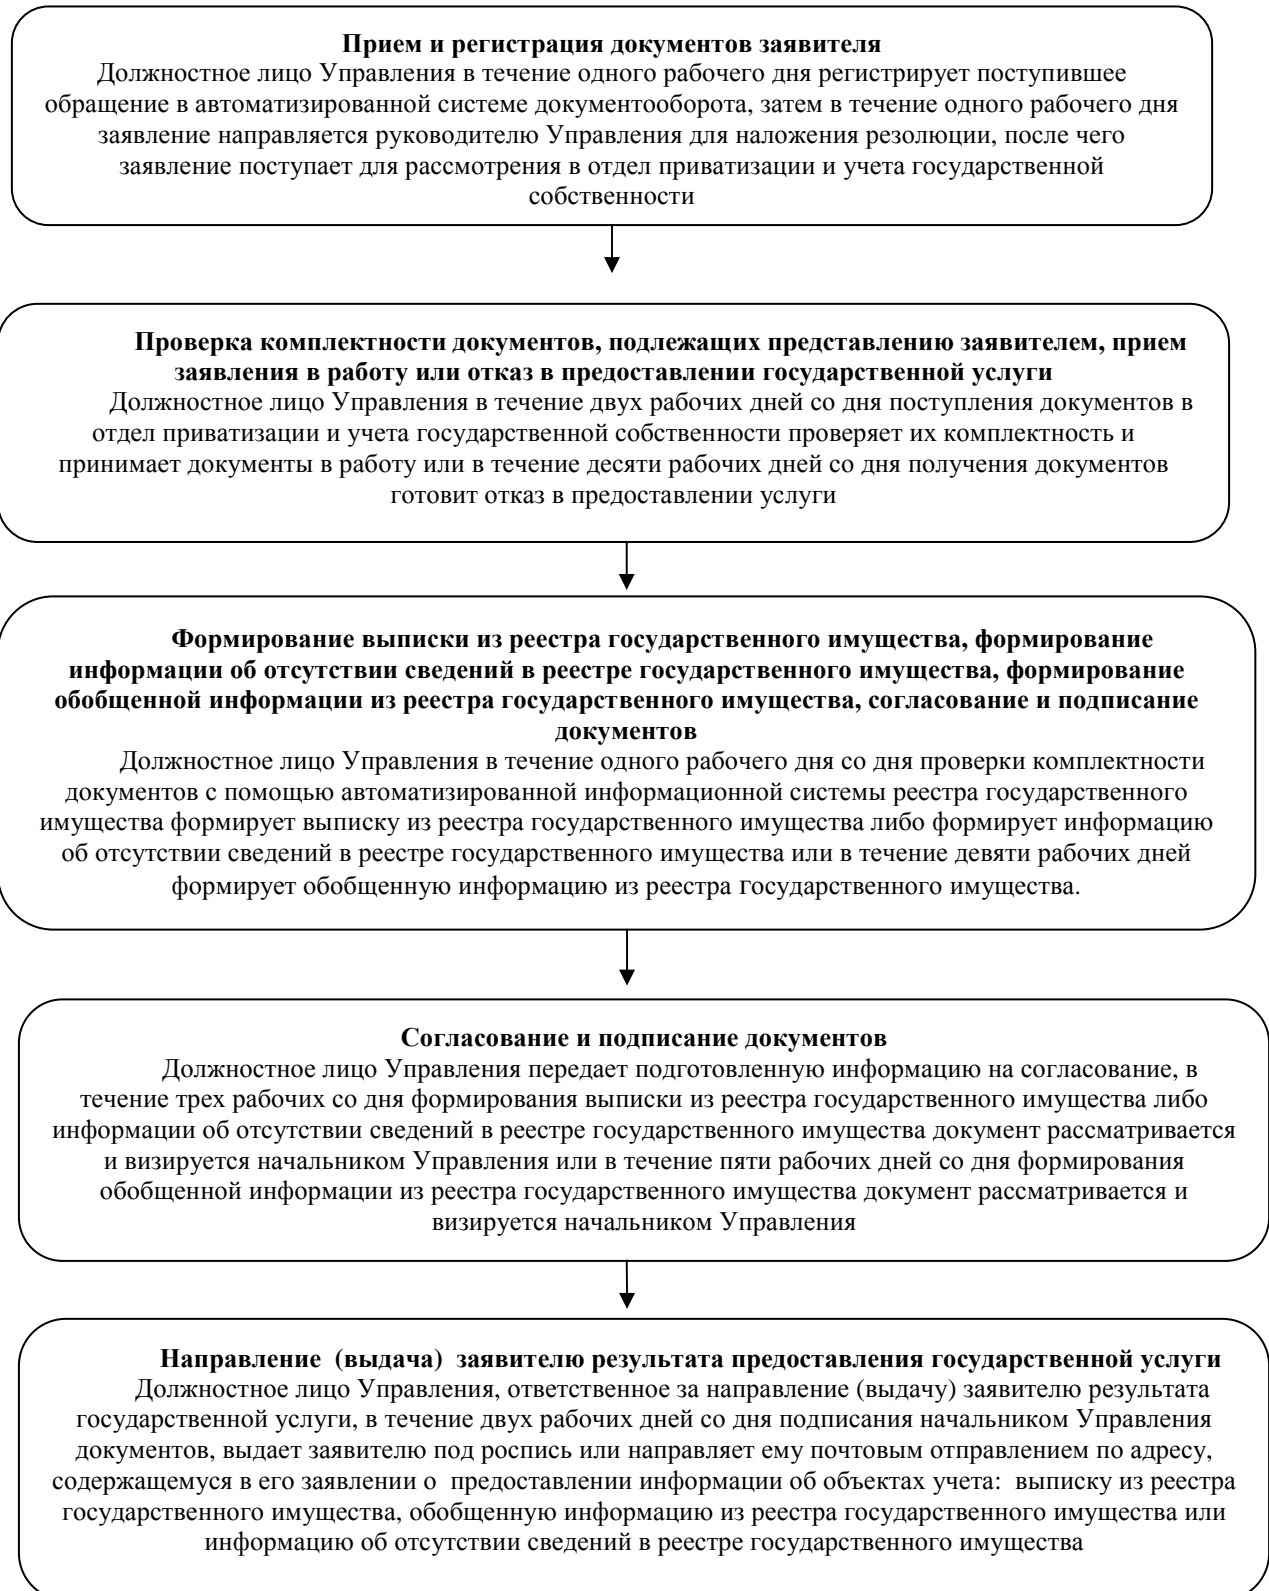 Прием и регистрация документов заявителя
Должностное лицо Управления в течение одного рабочего дня регистрирует поступившее
обращение в автоматизированной системе документооборота, затем в течение одного рабочего дня
заявление направляется руководителю Управления для наложения резолюции, после чего
заявление поступает для рассмотрения в отдел приватизации и учета государственной
собственности
Проверка комплектности документов, подлежащих представлению заявителем, прием
заявления в работу или отказ в предоставлении государственной услуги
Должностное лицо Управления в течение двух рабочих дней со дня поступления документов в
отдел приватизации и учета государственной собственности проверяет их комплектность и
принимает документы в работу или в течение десяти рабочих дней со дня получения документов
готовит отказ в предоставлении услуги
Формирование выписки из реестра государственного имущества, формирование
информации об отсутствии сведений в реестре государственного имущества, формирование
обобщенной информации из реестра государственного имущества, согласование и подписание
документов
Должностное лицо Управления в течение одного рабочего дня со дня проверки комплектности
документов с помощью автоматизированной информационной системы реестра государственного
имущества формирует выписку из реестра государственного имущества либо формирует информацию
об отсутствии сведений в реестре государственного имущества или в течение девяти рабочих дней
формирует обобщенную информацию из реестра государственного имущества.
Согласование и подписание документов
Должностное лицо Управления передает подготовленную информацию на согласование, в
течение трех рабочих со дня формирования выписки из реестра государственного имущества либо
информации об отсутствии сведений в реестре государственного имущества документ рассматривается
и визируется начальником Управления или в течение пяти рабочих дней со дня формирования
обобщенной информации из реестра государственного имущества документ рассматривается и
визируется начальником Управления
Направление (выдача) заявителю результата предоставления государственной услуги
Должностное лицо Управления, ответственное за направление (выдачу) заявителю результата
государственной услуги, в течение двух рабочих дней со дня подписания начальником Управления
документов, выдает заявителю под роспись или направляет ему почтовым отправлением по адресу,
содержащемуся в его заявлении о предоставлении информации об объектах учета: выписку из реестра
государственного имущества, обобщенную информацию из реестра государственного имущества или
информацию об отсутствии сведений в реестре государственного имущества